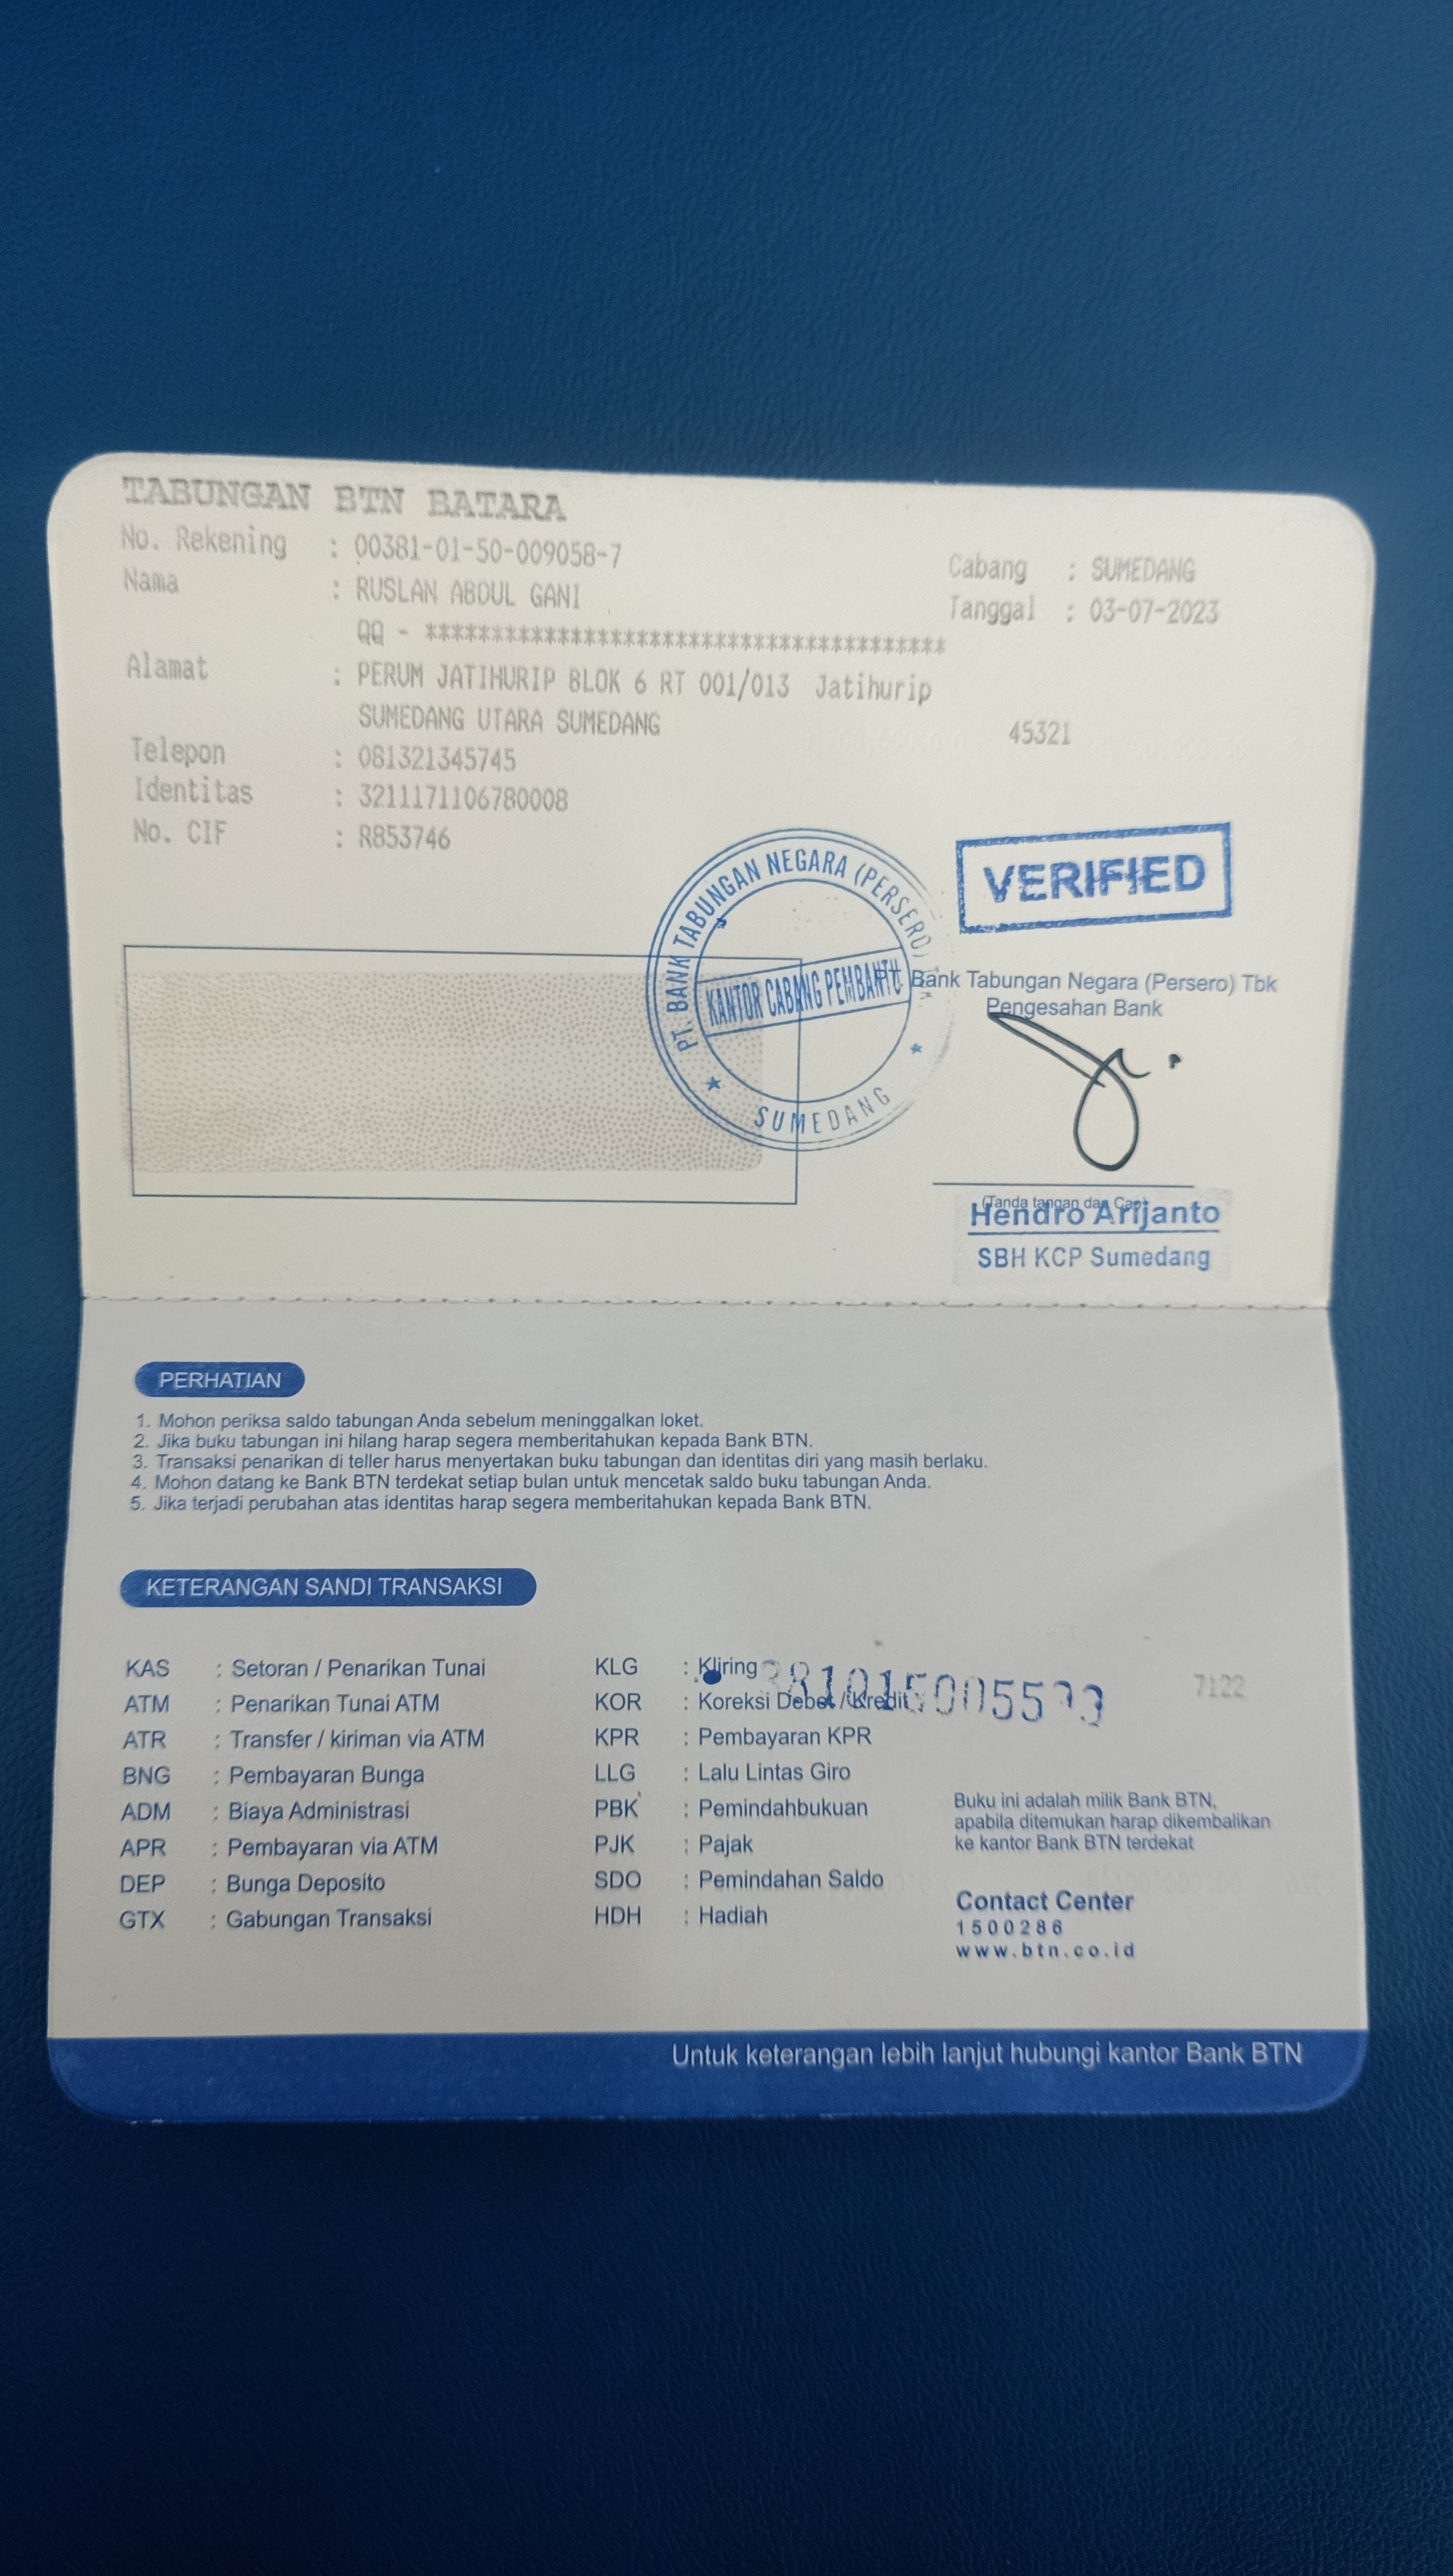 TABUNGAN BTN BATARA
No. Rekening : 00381-01-50-009058-7
Cabang : SUMEDANG
Nama : RUSLAN ABDUL GANI
Tanggal : 03-07-2023
QQ - ***************************************
Alamat : PERUM JATIHURIP BLOK 6 RT 001/013 Jatihurip
SUMEDANG UTARA SUMEDANG 45321
Telepon : 081321345745
Identitas : 3211171106780008
No. CIF : R853746
VERIFIED
PT. BANK TABUNGAN NEGARA (PERSERO)
KANTOR CABANG PEMBANTU
SUMEDANG
Bank Tabungan Negara (Persero) Tbk
Pengesahan Bank
(Tanda tangan dan Cap)
Hendro Arijanto
SBH KCP Sumedang
PERHATIAN
1. Mohon periksa saldo tabungan Anda sebelum meninggalkan loket.
2. Jika buku tabungan ini hilang harap segera memberitahukan kepada Bank BTN.
3. Transaksi penarikan di teller harus menyertakan buku tabungan dan identitas diri yang masih berlaku.
4. Mohon datang ke Bank BTN terdekat setiap bulan untuk mencetak saldo buku tabungan Anda.
5. Jika terjadi perubahan atas identitas harap segera memberitahukan kepada Bank BTN.
KETERANGAN SANDI TRANSAKSI
KAS : Setoran / Penarikan Tunai
ATM : Penarikan Tunai ATM
ATR : Transfer / kiriman via ATM
BNG : Pembayaran Bunga
ADM : Biaya Administrasi
APR : Pembayaran via ATM
DEP : Bunga Deposito
GTX : Gabungan Transaksi
KLG : Kliring
KOR : Koreksi Debet / Kredit
KPR : Pembayaran KPR
LLG : Lalu Lintas Giro
PBK : Pemindahbukuan
PJK : Pajak
SDO : Pemindahan Saldo
HDH : Hadiah
7122
Buku ini adalah milik Bank BTN,
apabila ditemukan harap dikembalikan
ke kantor Bank BTN terdekat
Contact Center
1500286
www.btn.co.id
Untuk keterangan lebih lanjut hubungi kantor Bank BTN